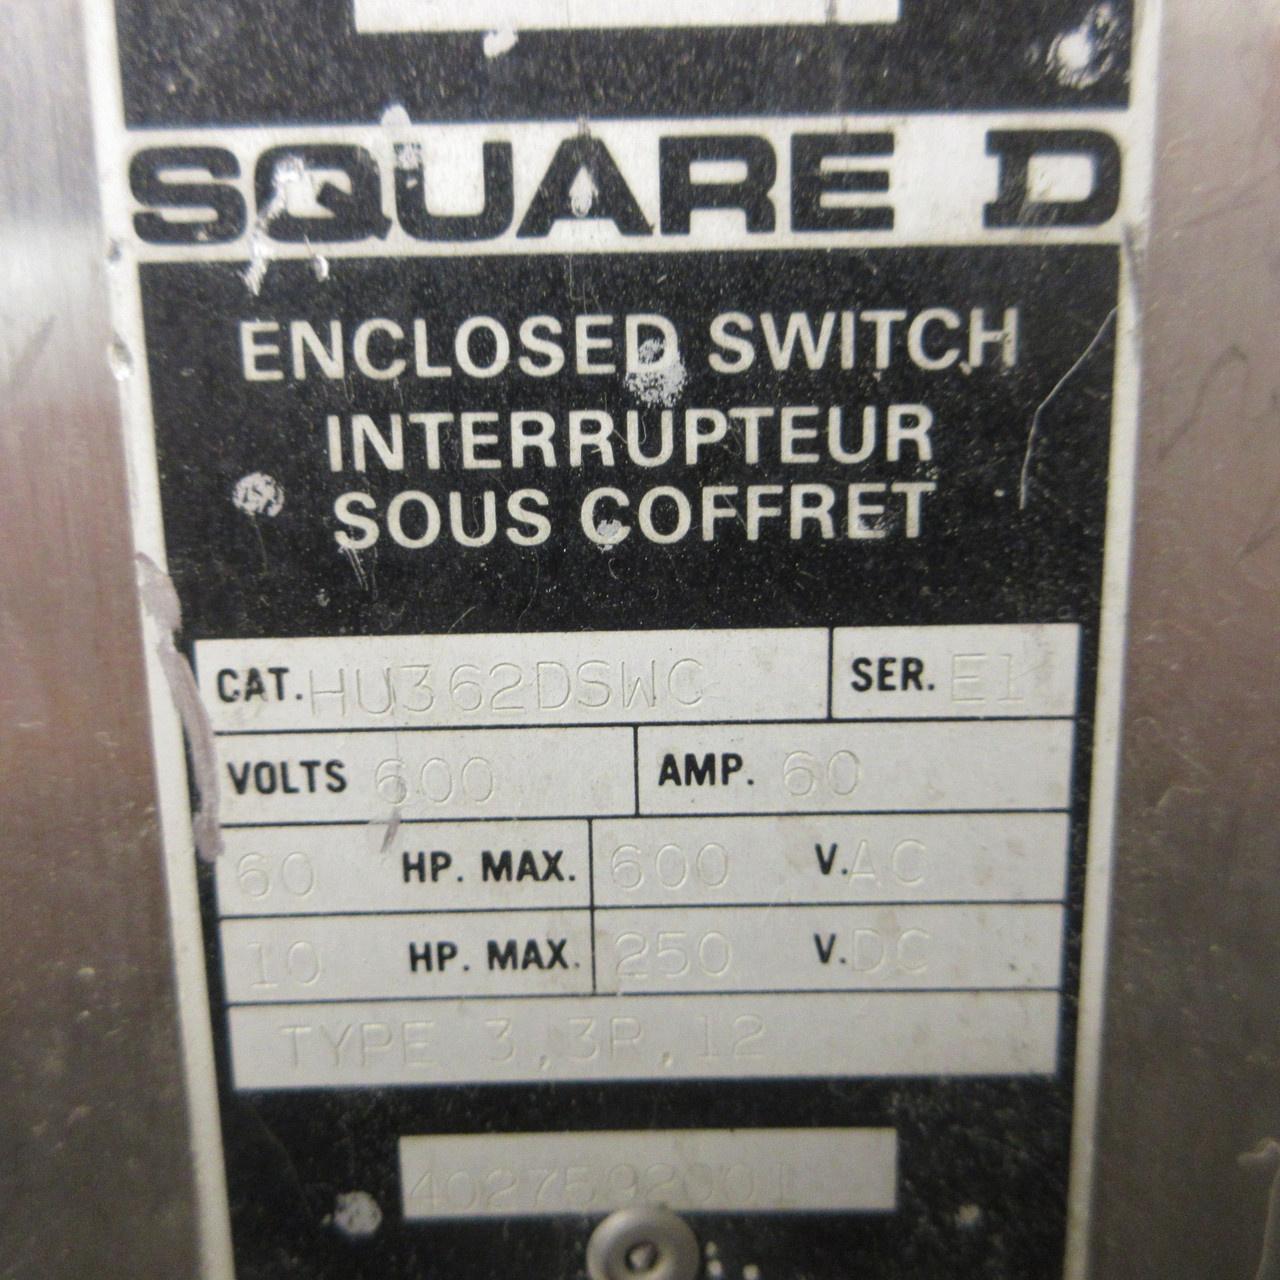 SQUARE D
ENCLOSED SWITCH
INTERRUPTEUR
SOUS COFFRET
CAT. HU362DSWC SER. E1
VOLTS 600 AMP. 60
60 HP. MAX. 600 V. AC
10 HP. MAX. 250 V. DC
TYPE 3,3R,12